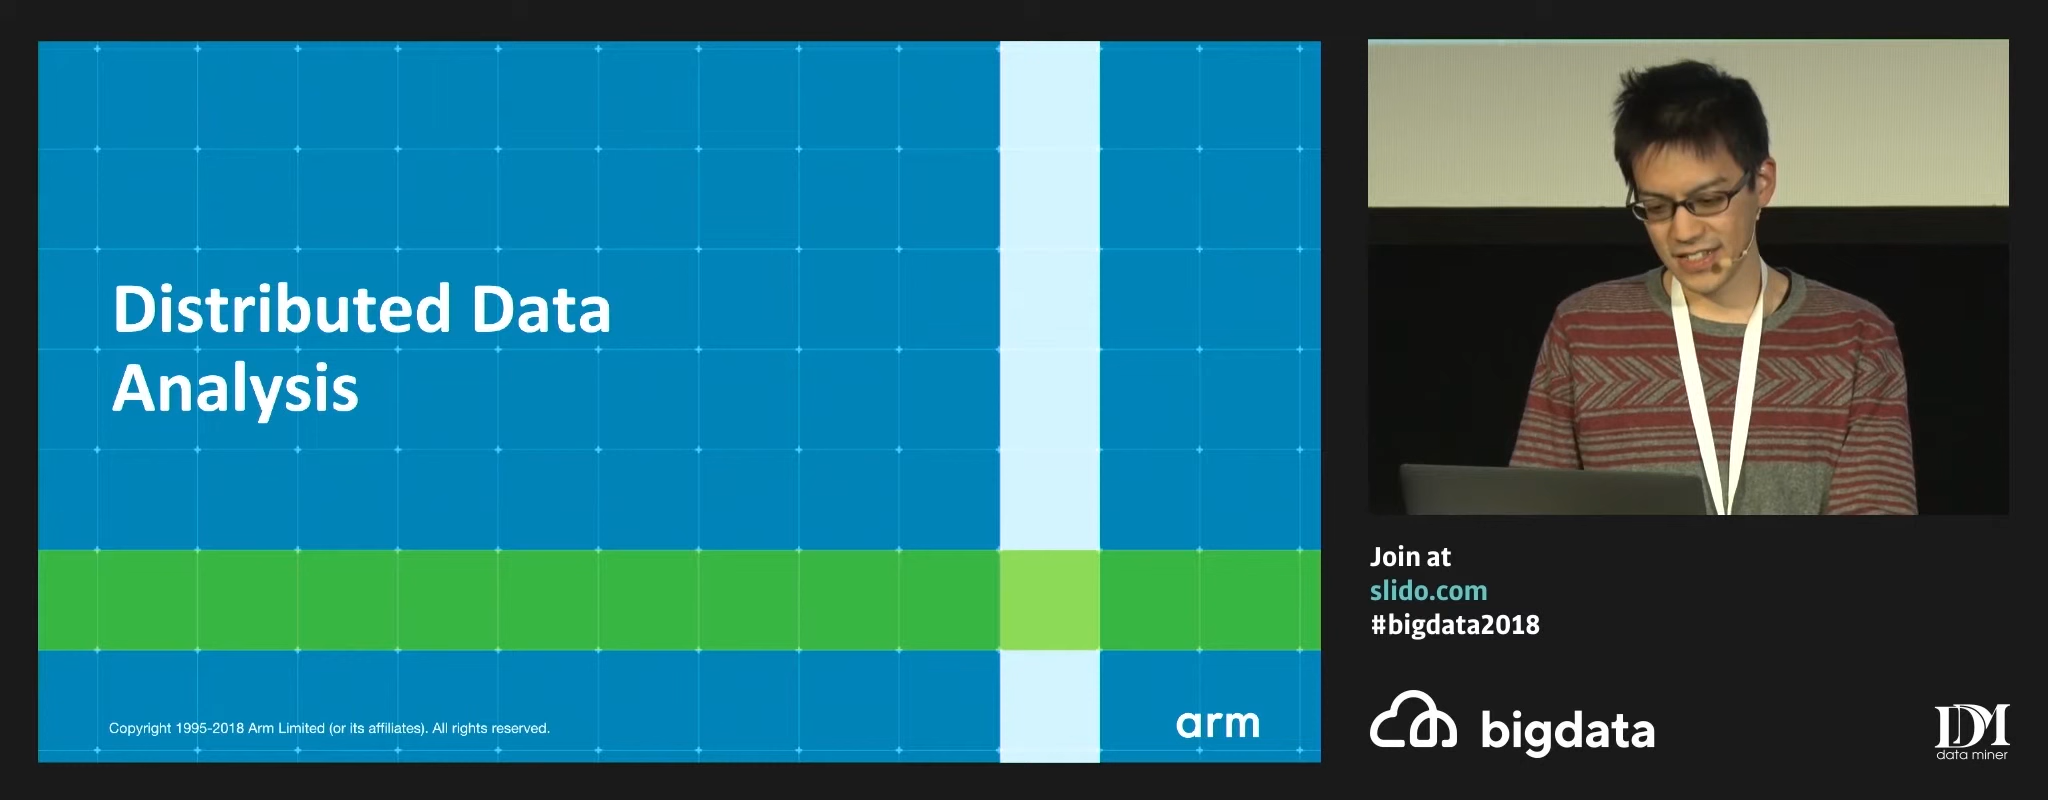 Distributed Data
Analysis
Copyright 1995-2018 Arm Limited (or its affiliates). All rights reserved.
arm
Join at
slido.com
#bigdata2018
bigdata
DM
data miner